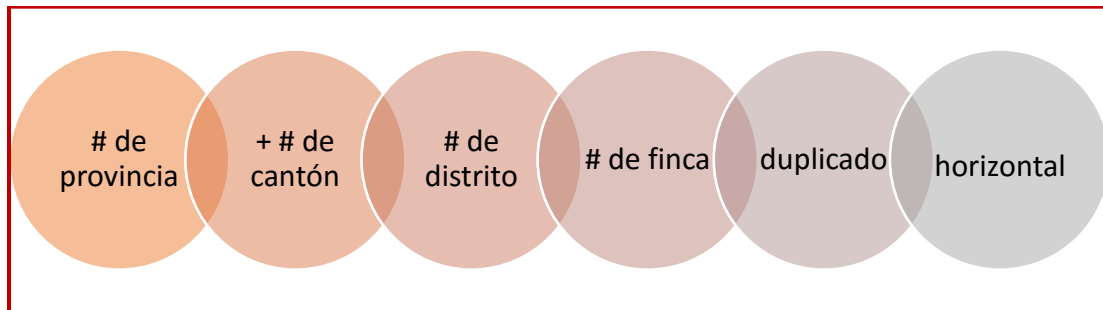 # de
provincia
+ # de
cantón
# de
distrito
# de finca
duplicado
horizontal